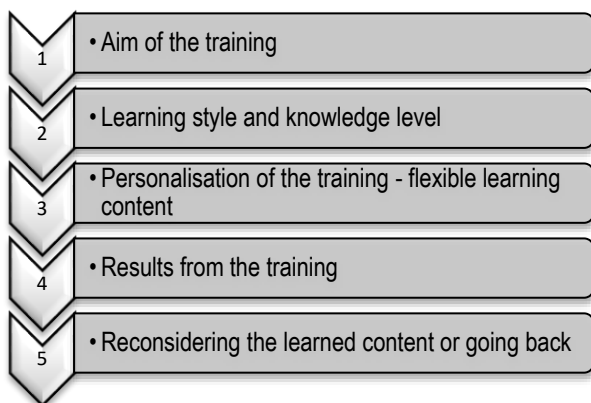 1
• Aim of the training
2
• Learning style and knowledge level
3
• Personalisation of the training - flexible learning
content
4
• Results from the training
5
• Reconsidering the learned content or going back